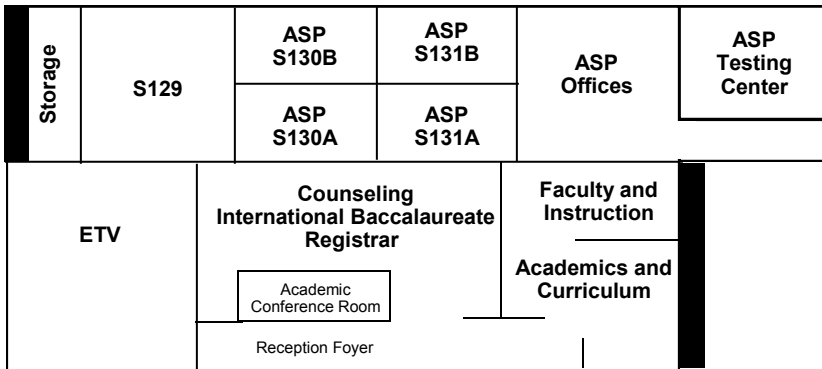 Storage
S129
ASP
S130B
ASP
S131B
ASP
Offices
ASP
Testing
Center
ASP
S130A
ASP
S131A
ETV
Counseling
International Baccalaureate
Registrar
Faculty and
Instruction
Academics and
Curriculum
Academic
Conference Room
Reception Foyer